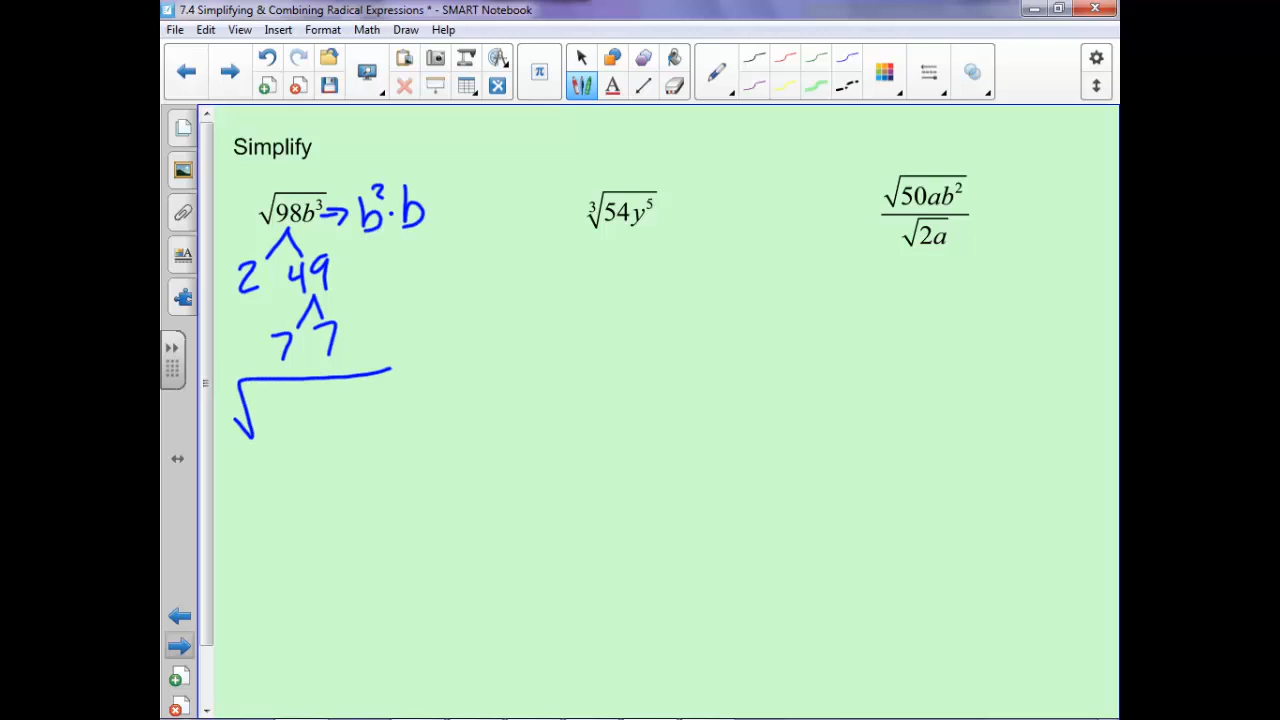 7.4 Simplifying & Combining Radical Expressions * - SMART Notebook
File Edit View Insert Format Math Draw Help
π A
Simplify
√98b³ → b² · b
∛54y⁵
√50ab² / √2a
2 49
7 7
√